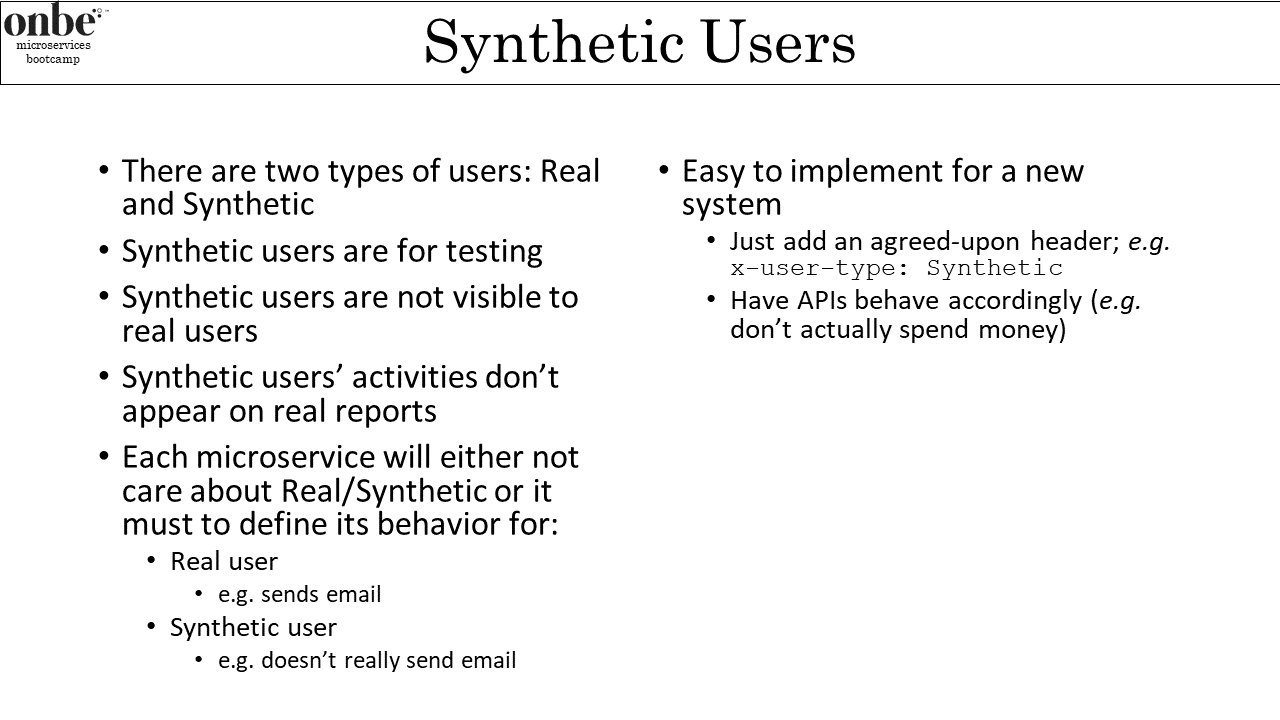 onbe
microservices
bootcamp
Synthetic Users
• There are two types of users: Real
and Synthetic
• Synthetic users are for testing
• Synthetic users are not visible to
real users
• Synthetic users’ activities don’t
appear on real reports
• Each microservice will either not
care about Real/Synthetic or it
must to define its behavior for:
• Real user
• e.g. sends email
• Synthetic user
• e.g. doesn’t really send email
• Easy to implement for a new
system
• Just add an agreed-upon header; e.g.
x-user-type: Synthetic
• Have APIs behave accordingly (e.g.
don’t actually spend money)